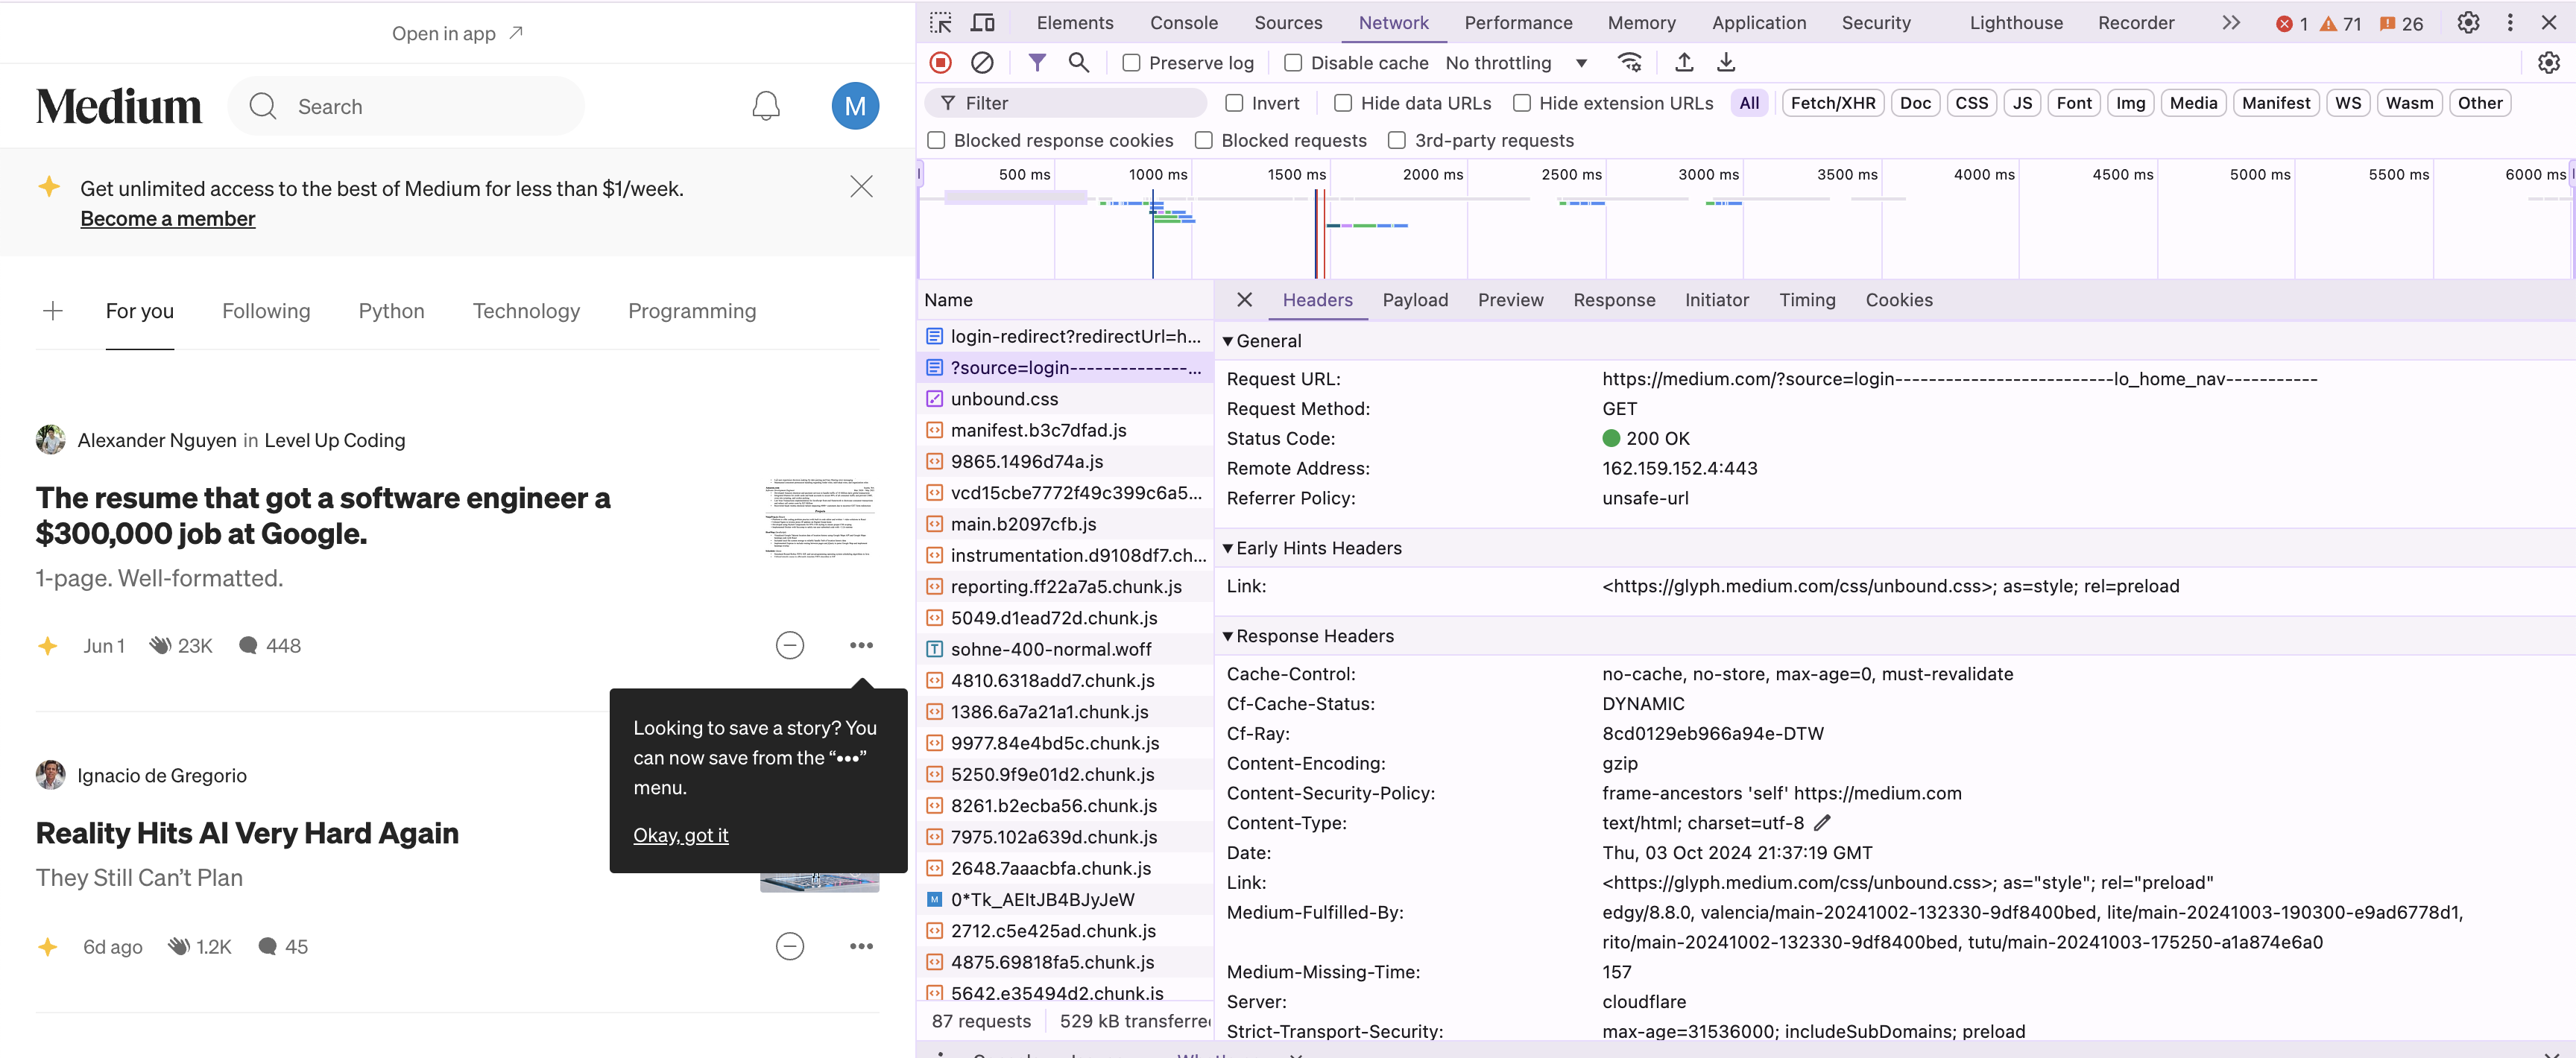 Open in app
Medium
Search
M
Get unlimited access to the best of Medium for less than $1/week.
Become a member
For you
Following
Python
Technology
Programming
Alexander Nguyen in Level Up Coding
The resume that got a software engineer a
$300,000 job at Google.
1-page. Well-formatted.
Jun 1
23K
448
Looking to save a story? You
can now save from the “•••”
menu.
Okay, got it
Ignacio de Gregorio
Reality Hits AI Very Hard Again
They Still Can’t Plan
6d ago
1.2K
45
Elements
Console
Sources
Network
Performance
Memory
Application
Security
Lighthouse
Recorder
1
71
26
Preserve log
Disable cache
No throttling
Filter
Invert
Hide data URLs
Hide extension URLs
All
Fetch/XHR
Doc
CSS
JS
Font
Img
Media
Manifest
WS
Wasm
Other
Blocked response cookies
Blocked requests
3rd-party requests
500 ms
1000 ms
1500 ms
2000 ms
2500 ms
3000 ms
3500 ms
4000 ms
4500 ms
5000 ms
5500 ms
6000 ms
Name
login-redirect?redirectUrl=h...
?source=login--------------...
unbound.css
manifest.b3c7dfad.js
9865.1496d74a.js
vcd15cbe7772f49c399c6a5...
main.b2097cfb.js
instrumentation.d9108df7.ch...
reporting.ff22a7a5.chunk.js
5049.d1ead72d.chunk.js
sohne-400-normal.woff
4810.6318add7.chunk.js
1386.6a7a21a1.chunk.js
9977.84e4bd5c.chunk.js
5250.9f9e01d2.chunk.js
8261.b2ecba56.chunk.js
7975.102a639d.chunk.js
2648.7aaacbfa.chunk.js
0*Tk_AEItJB4BJyJeW
2712.c5e425ad.chunk.js
4875.69818fa5.chunk.js
5642.e35494d2.chunk.js
87 requests
529 kB transferre
Headers
Payload
Preview
Response
Initiator
Timing
Cookies
General
Request URL: https://medium.com/?source=login--------------------------lo_home_nav-----------
Request Method: GET
Status Code: 200 OK
Remote Address: 162.159.152.4:443
Referrer Policy: unsafe-url
Early Hints Headers
Link: <https://glyph.medium.com/css/unbound.css>; as=style; rel=preload
Response Headers
Cache-Control: no-cache, no-store, max-age=0, must-revalidate
Cf-Cache-Status: DYNAMIC
Cf-Ray: 8cd0129eb966a94e-DTW
Content-Encoding: gzip
Content-Security-Policy: frame-ancestors 'self' https://medium.com
Content-Type: text/html; charset=utf-8
Date: Thu, 03 Oct 2024 21:37:19 GMT
Link: <https://glyph.medium.com/css/unbound.css>; as="style"; rel="preload"
Medium-Fulfilled-By: edgy/8.8.0, valencia/main-20241002-132330-9df8400bed, lite/main-20241003-190300-e9ad6778d1,
rito/main-20241002-132330-9df8400bed, tutu/main-20241003-175250-a1a874e6a0
Medium-Missing-Time: 157
Server: cloudflare
Strict-Transport-Security: max-age=31536000; includeSubDomains; preload